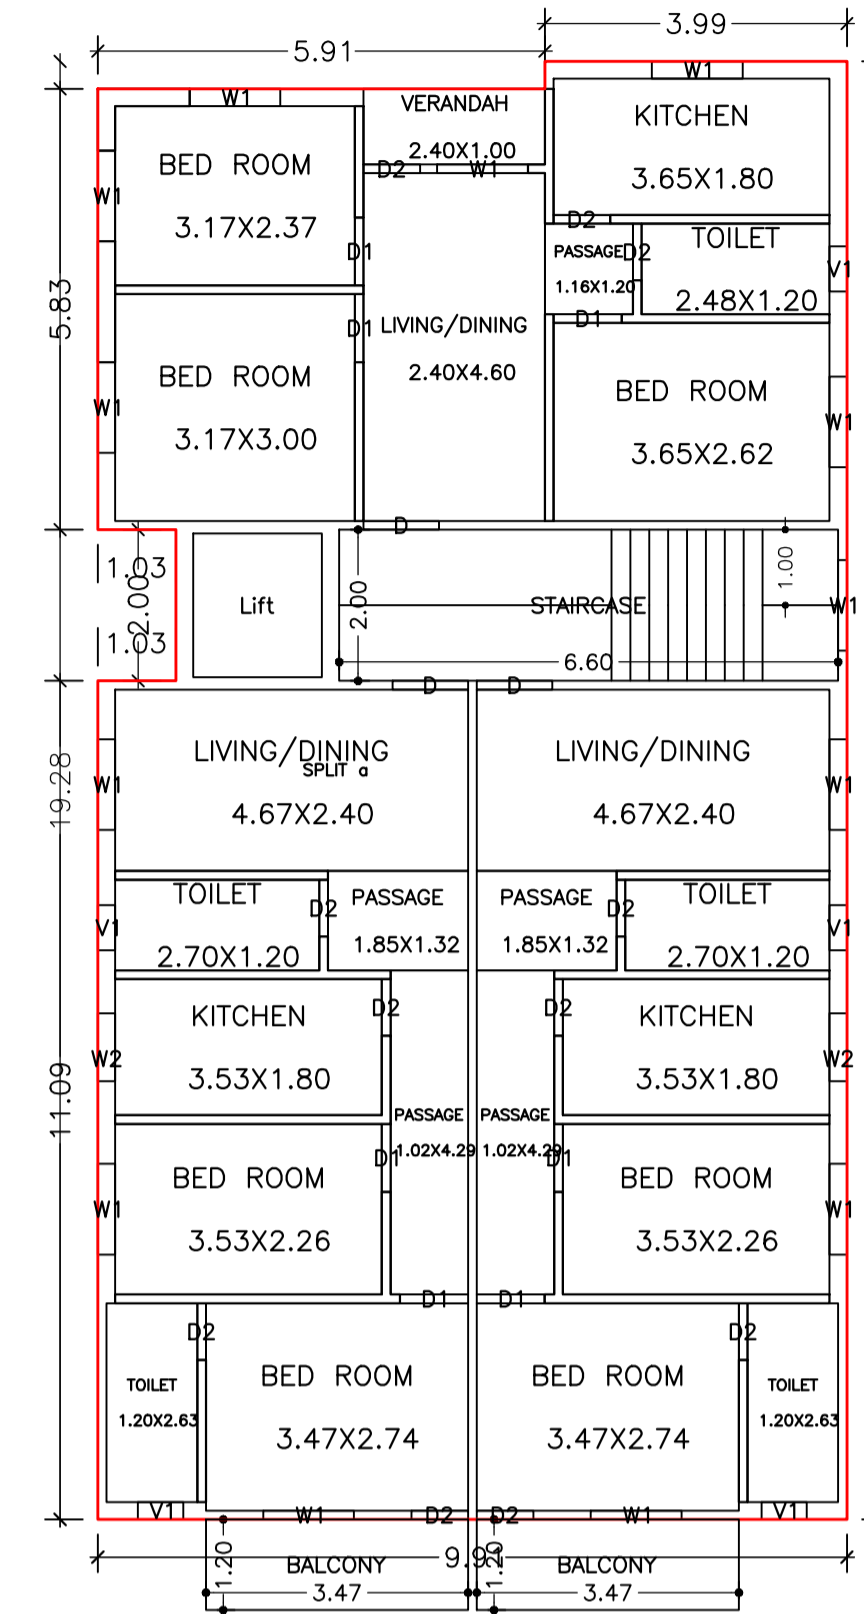 3.99
5.91
W1
W1
VERANDAH
2.40X1.00
KITCHEN
3.65X1.80
BED ROOM
3.17X2.37
D2
W1
W1
D2
PASSAGE
1.16X1.20
D2
TOILET
2.48X1.20
V1
D1
D1
5.83
D1
LIVING/DINING
2.40X4.60
BED ROOM
3.17X3.00
W1
BED ROOM
3.65X2.62
W1
D
1.03
2.00
1.03
Lift
2.00
STAIRCASE
1.00
W1
6.60
D
D
LIVING/DINING
SPLIT a
4.67X2.40
LIVING/DINING
4.67X2.40
W1
W1
19.28
TOILET
2.70X1.20
D2
PASSAGE
1.85X1.32
PASSAGE
1.85X1.32
D2
TOILET
2.70X1.20
V1
V1
KITCHEN
3.53X1.80
D2
D2
KITCHEN
3.53X1.80
W2
W2
11.09
PASSAGE
1.02X4.29
PASSAGE
1.02X4.29
D1
D1
BED ROOM
3.53X2.26
BED ROOM
3.53X2.26
W1
W1
D1
D1
D2
D2
TOILET
1.20X2.63
BED ROOM
3.47X2.74
BED ROOM
3.47X2.74
TOILET
1.20X2.63
V1
W1
D2
D2
W1
V1
1.20
BALCONY
3.47
1.20
BALCONY
3.47